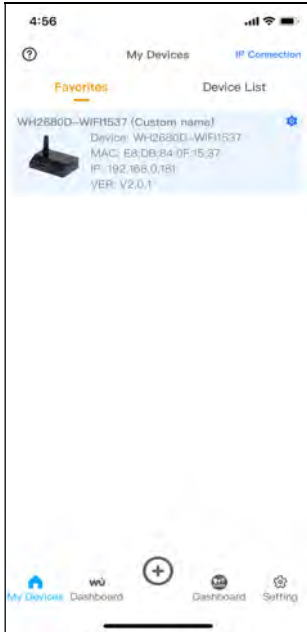 4:56
My Devices
IP Connection
Favorites
Device List
WH2680D-WIFI1537 (Custom name)
Device: WH2680D-WIFI1537
MAC: E8:DB:84:0F:15:37
IP: 192.168.0.181
VER: V2.0.1
wu
My Devices
Dashboard
Dashboard
Setting